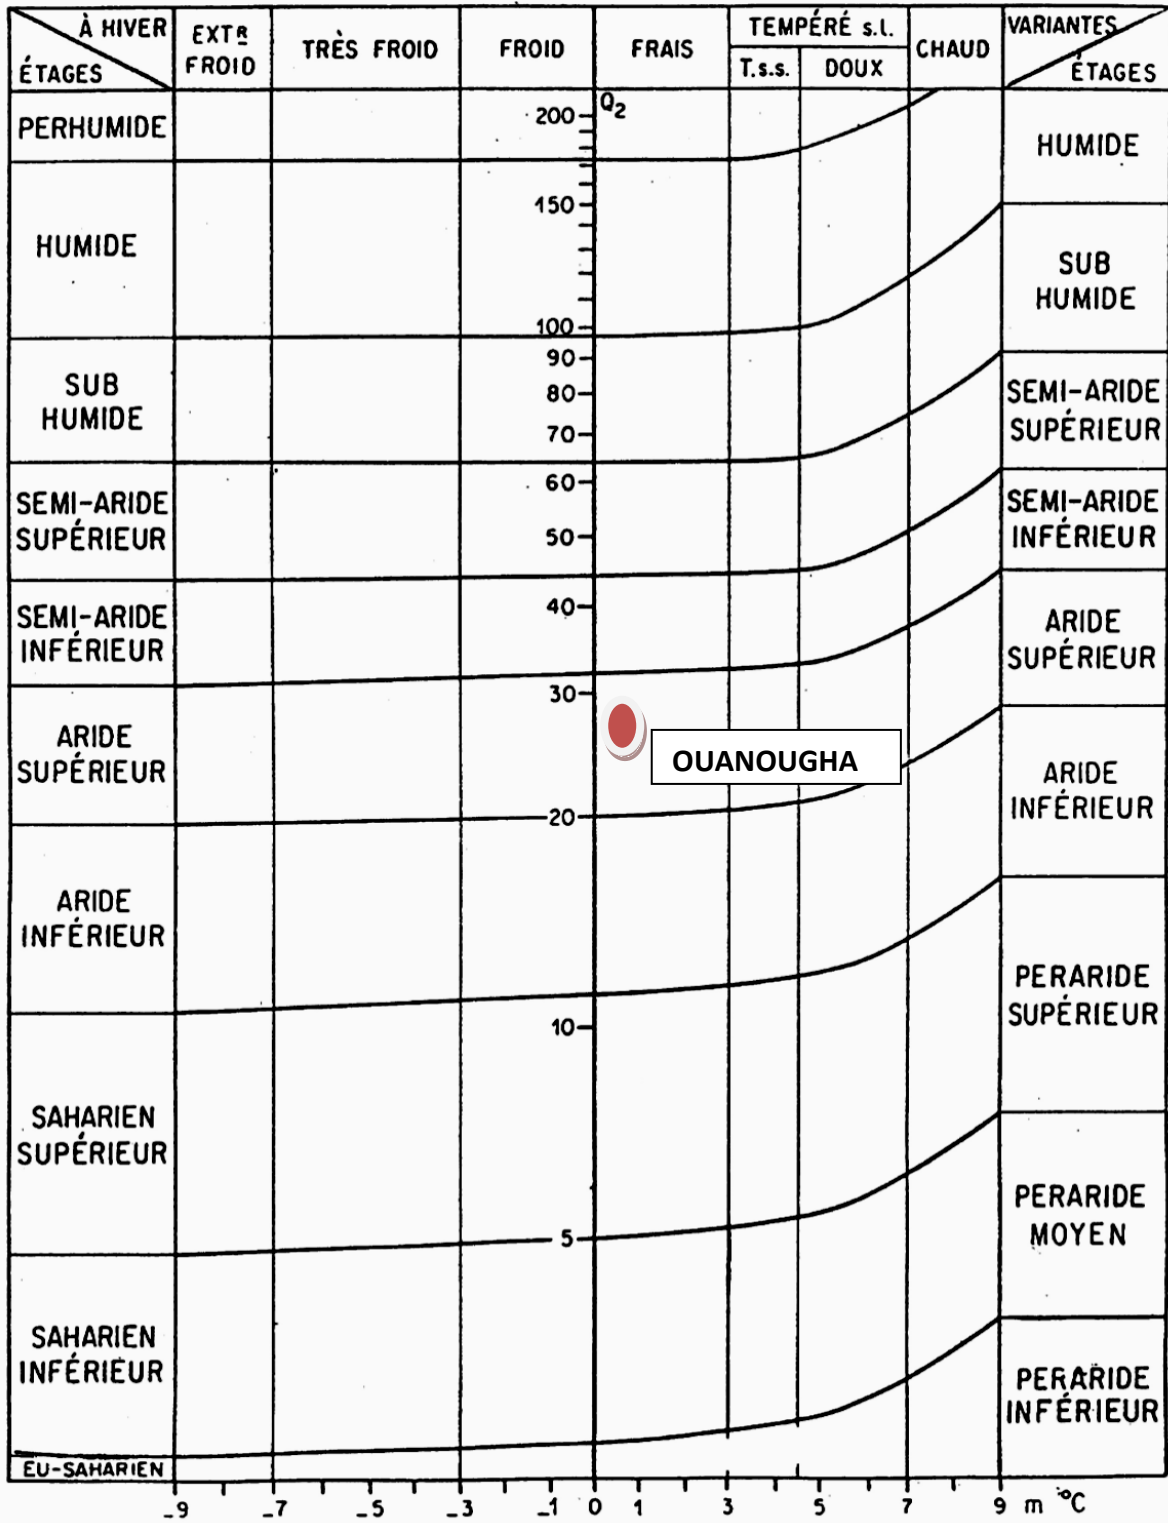 À HIVER
ÉTAGES
EXTR
FROID
TRÈS FROID
FROID
FRAIS
TEMPÉRÉ s.l.
T.s.s.
DOUX
CHAUD
VARIANTES
ÉTAGES
PERHUMIDE
HUMIDE
SUB
HUMIDE
SEMI-ARIDE
SUPÉRIEUR
SEMI-ARIDE
INFÉRIEUR
ARIDE
SUPÉRIEUR
ARIDE
INFÉRIEUR
SAHARIEN
SUPÉRIEUR
SAHARIEN
INFÉRIEUR
EU-SAHARIEN
Q2
200
150
100
90
80
70
60
50
40
30
20
10
5
OUANOUGHA
HUMIDE
SUB
HUMIDE
SEMI-ARIDE
SUPÉRIEUR
SEMI-ARIDE
INFÉRIEUR
ARIDE
SUPÉRIEUR
ARIDE
INFÉRIEUR
PERARIDE
SUPÉRIEUR
PERARIDE
MOYEN
PERARIDE
INFÉRIEUR
-9 -7 -5 -3 -1 0 1 3 5 7 9 m °C